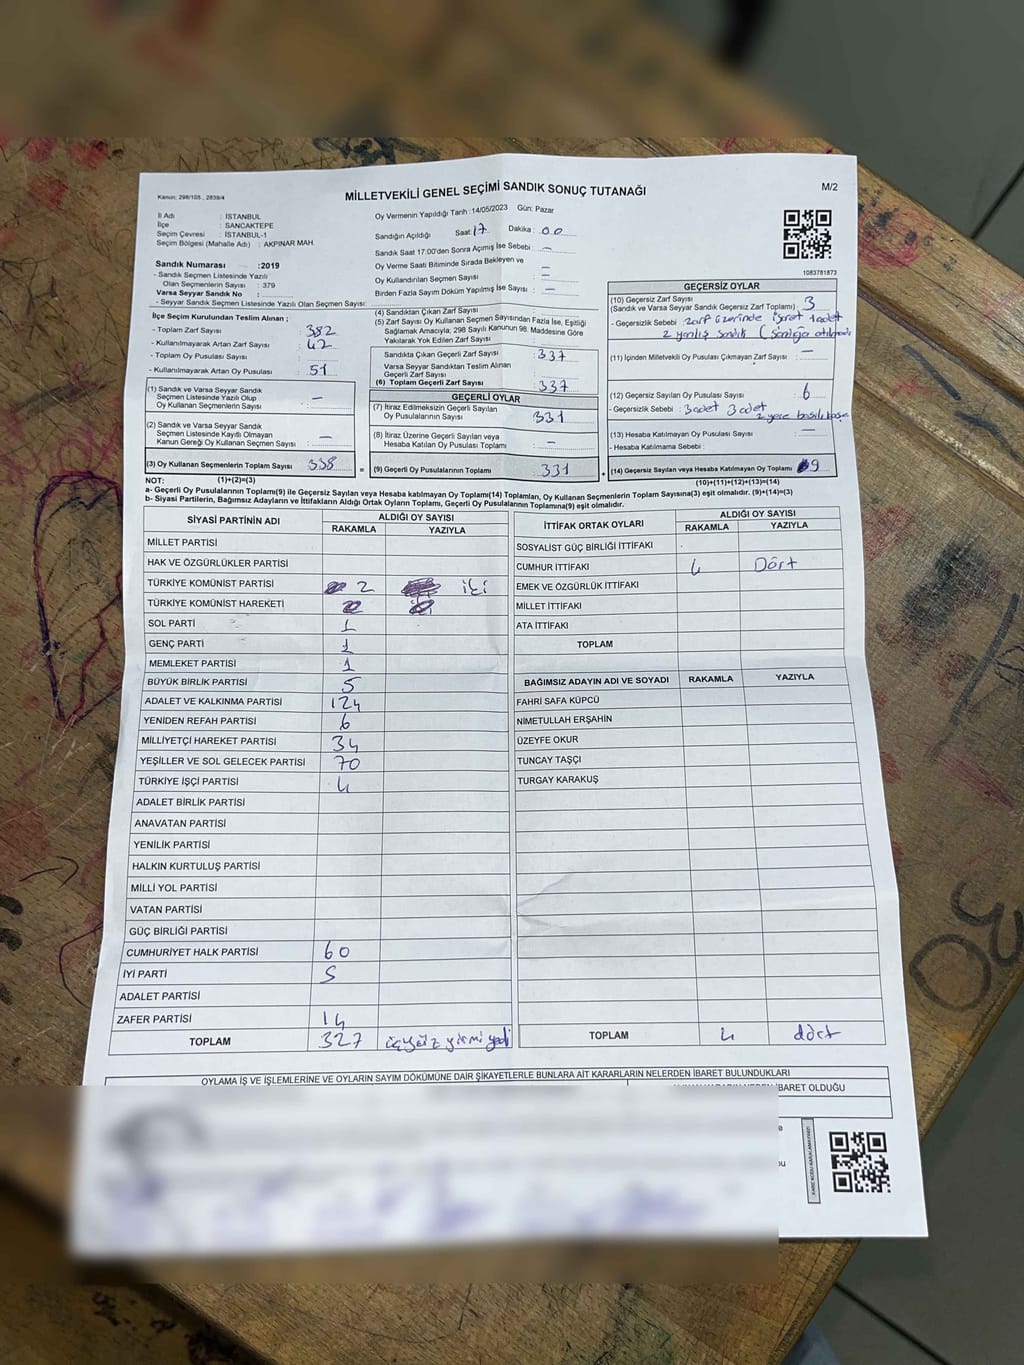 Kanun: 298/105 , 2839/4
MİLLETVEKİLİ GENEL SEÇİMİ SANDIK SONUÇ TUTANAĞI
M/2
İl Adı : İSTANBUL
İlçe : SANCAKTEPE
Seçim Çevresi : İSTANBUL-1
Seçim Bölgesi (Mahalle Adı) : AKPINAR MAH.
Sandık Numarası : 2019
- Sandık Seçmen Listesinde Yazılı
Olan Seçmenlerin Sayısı : 379
Varsa Seyyar Sandık No :
- Seyyar Sandık Seçmen Listesinde Yazılı Olan Seçmen Sayısı:
İlçe Seçim Kurulundan Teslim Alınan ;
- Toplam Zarf Sayısı : 382
- Kullanılmayarak Artan Zarf Sayısı : 42
- Toplam Oy Pusulası Sayısı :
- Kullanılmayarak Artan Oy Pusulası : 51
(1) Sandık ve Varsa Seyyar Sandık
Seçmen Listesinde Yazılı Olup
Oy Kullanan Seçmenlerin Sayısı : —
(2) Sandık ve Varsa Seyyar Sandık
Seçmen Listesinde Kayıtlı Olmayan
Kanun Gereği Oy Kullanan Seçmen Sayısı : —
(3) Oy Kullanan Seçmenlerin Toplam Sayısı : 338
Oy Vermenin Yapıldığı Tarih : 14/05/2023 Gün: Pazar
Sandığın Açıldığı Saat : 17 Dakika : 00
Sandık Saat 17:00'den Sonra Açılmış İse Sebebi : —
Oy Verme Saati Bitiminde Sırada Bekleyen ve
Oy Kullandırılan Seçmen Sayısı : —
Birden Fazla Sayım Döküm Yapılmış İse Sayısı : —
(4) Sandıktan Çıkan Zarf Sayısı :
(5) Zarf Sayısı Oy Kullanan Seçmen Sayısından Fazla İse, Eşitliği
Sağlamak Amacıyla; 298 Sayılı Kanunun 98. Maddesine Göre
Yakılarak Yok Edilen Zarf Sayısı :
Sandıkta Çıkan Geçerli Zarf Sayısı : 337
Varsa Seyyar Sandıktan Teslim Alınan
Geçerli Zarf Sayısı :
(6) Toplam Geçerli Zarf Sayısı : 337
GEÇERLİ OYLAR
(7) İtiraz Edilmeksizin Geçerli Sayılan
Oy Pusulalarının Sayısı : 331
(8) İtiraz Üzerine Geçerli Sayılan veya
Hesaba Katılan Oy Pusulası Toplamı : —
(9) Geçerli Oy Pusulalarının Toplamı : 331
1083781873
GEÇERSİZ OYLAR
(10) Geçersiz Zarf Sayısı
(Sandık ve Varsa Seyyar Sandık Geçersiz Zarf Toplamı) : 3
- Geçersizlik Sebebi : zarf üzerinde işaret 1 adet
2 yanlış sandık (
(11) İçinden Milletvekili Oy Pusulası Çıkmayan Zarf Sayısı : —
(12) Geçersiz Sayılan Oy Pusulası Sayısı : 6
- Geçersizlik Sebebi : 3 adet 3 adet
2 yere
(13) Hesaba Katılmayan Oy Pusulası Sayısı : —
- Hesaba Katılmama Sebebi :
(14) Geçersiz Sayılan veya Hesaba Katılmayan Oy Toplamı 9
NOT: (1)+(2)=(3) (10)+(11)+(12)+(13)=(14)
a- Geçerli Oy Pusulalarının Toplamı(9) ile Geçersiz Sayılan veya Hesaba katılmayan Oy Toplamı(14) Toplamları, Oy Kullanan Seçmenlerin Toplam Sayısına(3) eşit olmalıdır. (9)+(14)=(3)
b- Siyasi Partilerin, Bağımsız Adayların ve İttifakların Aldığı Ortak Oyların Toplamı, Geçerli Oy Pusulalarının Toplamına(9) eşit olmalıdır.
SİYASİ PARTİNİN ADI ALDIĞI OY SAYISI
RAKAMLA YAZIYLA
MİLLET PARTİSİ
HAK VE ÖZGÜRLÜKLER PARTİSİ
TÜRKİYE KOMÜNİST PARTİSİ 2 iki
TÜRKİYE KOMÜNİST HAREKETİ
SOL PARTİ 1
GENÇ PARTİ 1
MEMLEKET PARTİSİ 1
BÜYÜK BİRLİK PARTİSİ 5
ADALET VE KALKINMA PARTİSİ 124
YENİDEN REFAH PARTİSİ 6
MİLLİYETÇİ HAREKET PARTİSİ 34
YEŞİLLER VE SOL GELECEK PARTİSİ 70
TÜRKİYE İŞÇİ PARTİSİ 4
ADALET BİRLİK PARTİSİ
ANAVATAN PARTİSİ
YENİLİK PARTİSİ
HALKIN KURTULUŞ PARTİSİ
MİLLİ YOL PARTİSİ
VATAN PARTİSİ
GÜÇ BİRLİĞİ PARTİSİ
CUMHURİYET HALK PARTİSİ 60
İYİ PARTİ 5
ADALET PARTİSİ
ZAFER PARTİSİ 14
TOPLAM 327 üçyüz yirmi yedi
İTTİFAK ORTAK OYLARI ALDIĞI OY SAYISI
RAKAMLA YAZIYLA
SOSYALİST GÜÇ BİRLİĞİ İTTİFAKI
CUMHUR İTTİFAKI 4 Dört
EMEK VE ÖZGÜRLÜK İTTİFAKI
MİLLET İTTİFAKI
ATA İTTİFAKI
TOPLAM
BAĞIMSIZ ADAYIN ADI VE SOYADI RAKAMLA YAZIYLA
FAHRİ SAFA KÜPCÜ
NİMETULLAH ERŞAHİN
ÜZEYFE OKUR
TUNCAY TAŞÇI
TURGAY KARAKUŞ
TOPLAM 4 dört
OYLAMA İŞ VE İŞLEMLERİNE VE OYLARIN SAYIM DÖKÜMÜNE DAİR ŞİKAYETLERLE BUNLARA AİT KARARLARIN NELERDEN İBARET BULUNDUKLARI
İBARET OLDUĞU